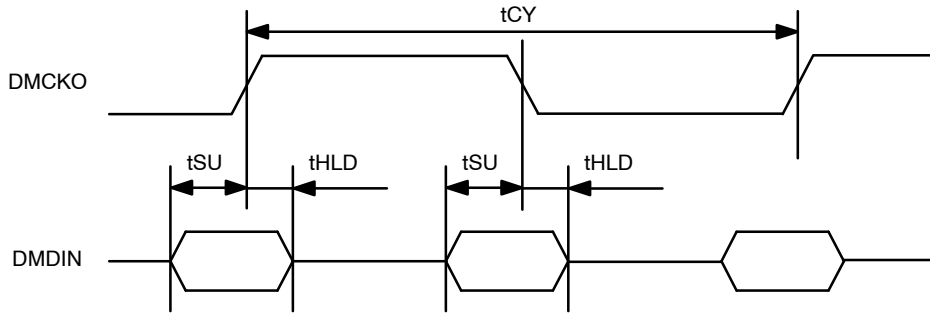 tCY
DMCKO
tSU
tHLD
tSU
tHLD
DMDIN